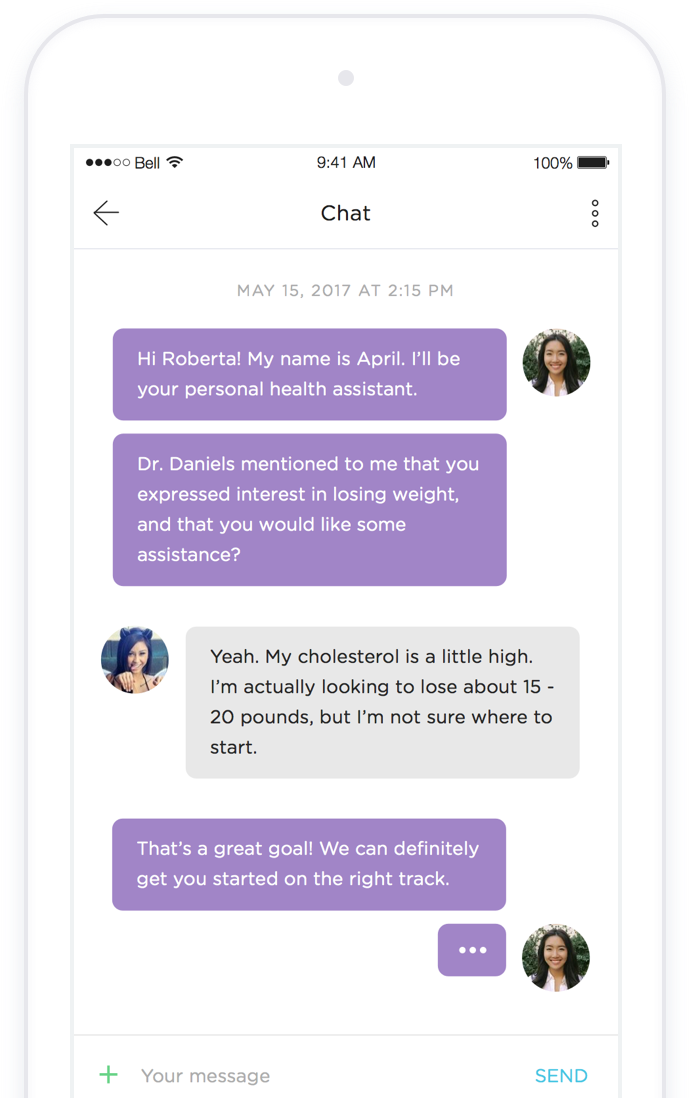 Bell 9:41 AM 100%
Chat
MAY 15, 2017 AT 2:15 PM
Hi Roberta! My name is April. I’ll be
your personal health assistant.
Dr. Daniels mentioned to me that you
expressed interest in losing weight,
and that you would like some
assistance?
Yeah. My cholesterol is a little high.
I’m actually looking to lose about 15 -
20 pounds, but I’m not sure where to
start.
That’s a great goal! We can definitely
get you started on the right track.
•••
+ Your message SEND